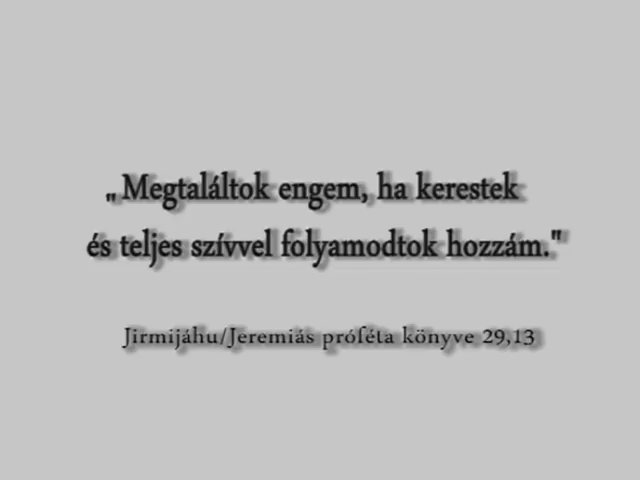 „Megtaláltok engem, ha kerestek
és teljes szívvel folyamodtok hozzám."
Jirmijáhu/Jeremiás próféta könyve 29,13